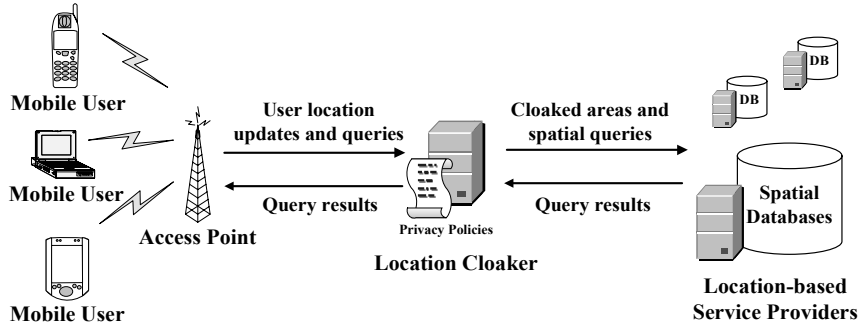 Mobile User
Mobile User
Mobile User
Access Point
User location
updates and queries
Query results
Privacy Policies
Location Cloaker
Cloaked areas and
spatial queries
Query results
DB
DB
Spatial
Databases
Location-based
Service Providers